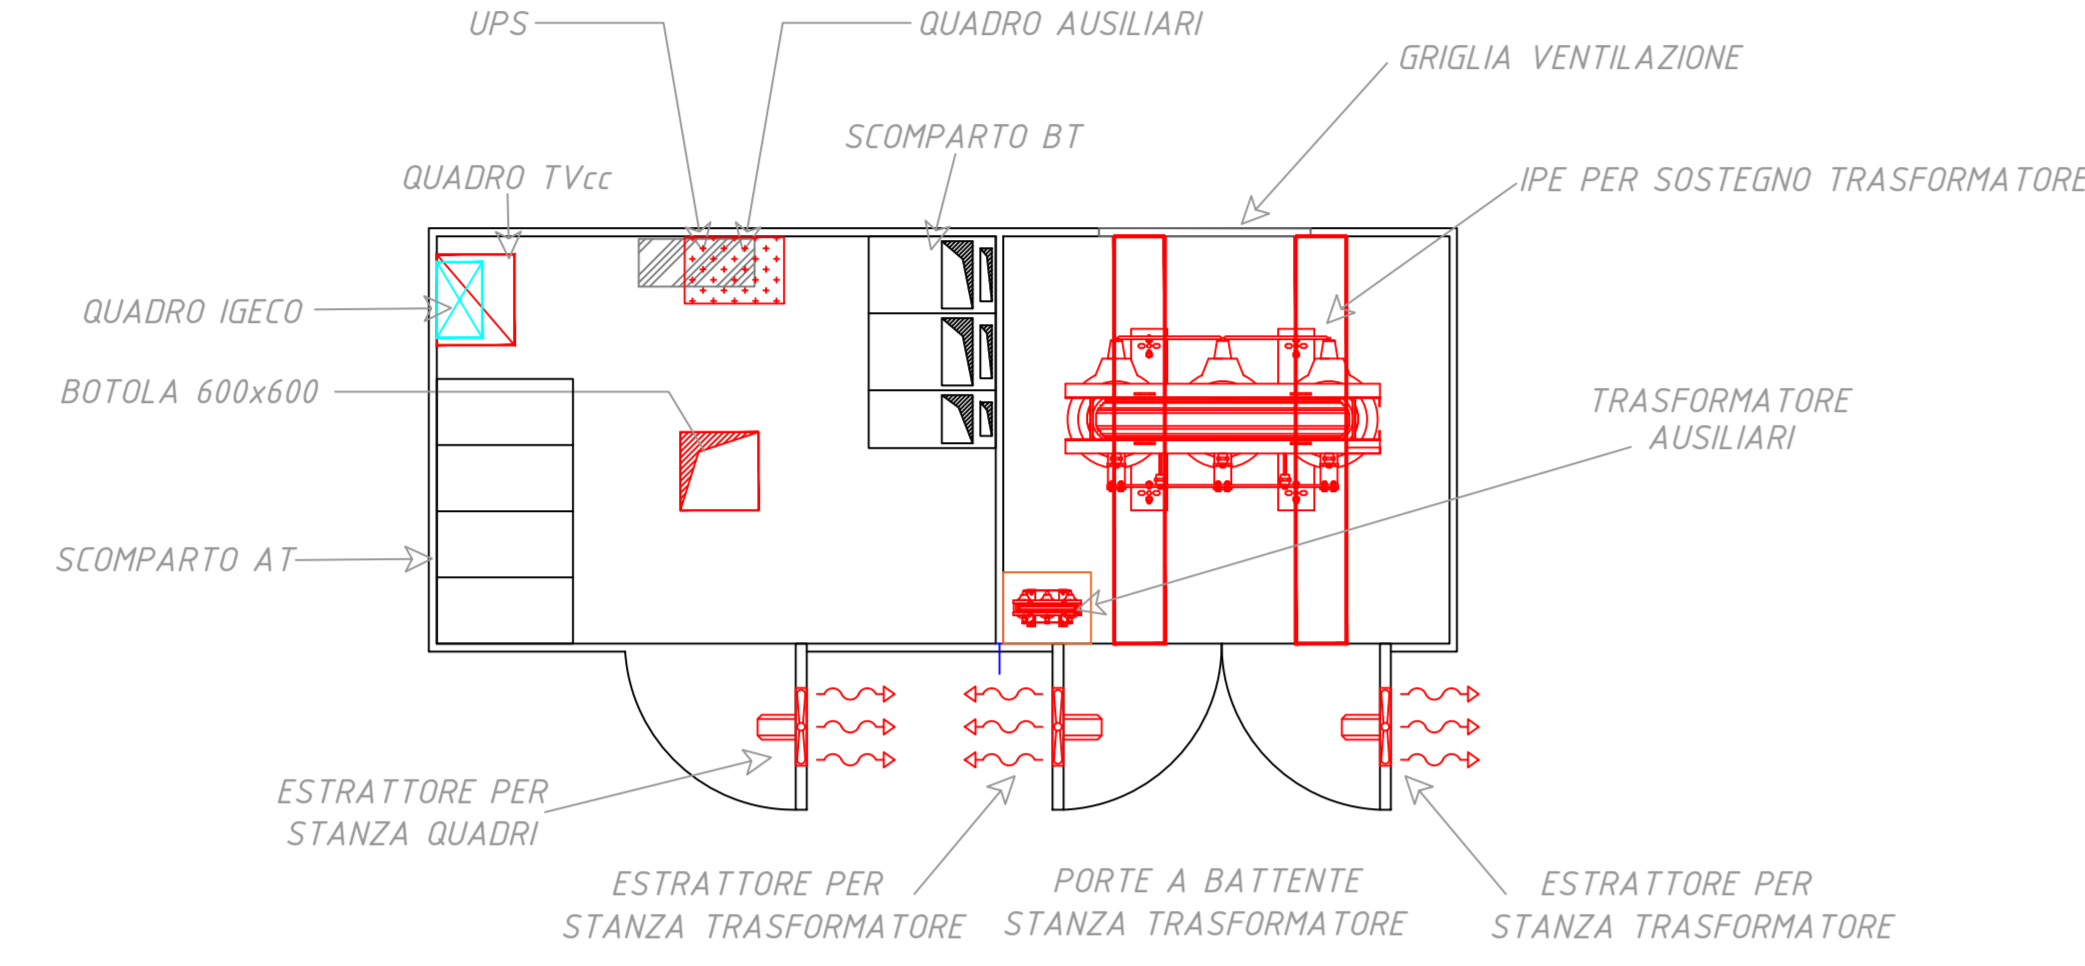 UPS
QUADRO AUSILIARI
GRIGLIA VENTILAZIONE
SCOMPARTO BT
QUADRO TVcc
IPE PER SOSTEGNO TRASFORMATORE
QUADRO IGECO
BOTOLA 600x600
TRASFORMATORE
AUSILIARI
SCOMPARTO AT
ESTRATTORE PER
STANZA QUADRI
ESTRATTORE PER
STANZA TRASFORMATORE
PORTE A BATTENTE
STANZA TRASFORMATORE
ESTRATTORE PER
STANZA TRASFORMATORE